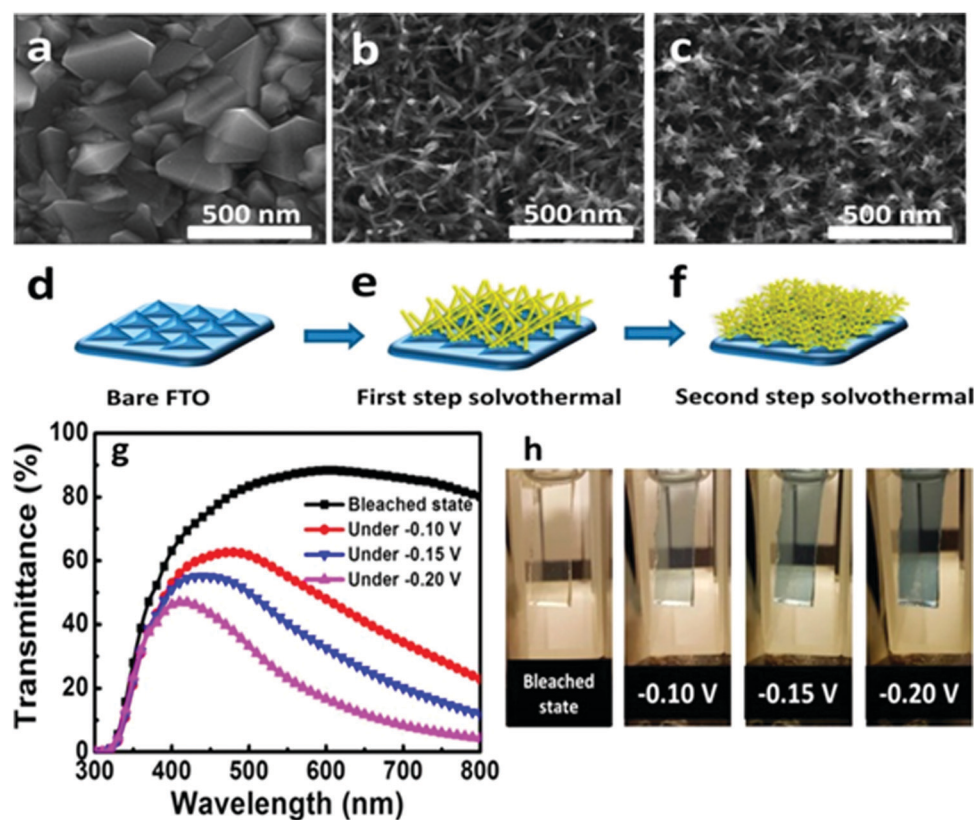 a
b
c
500 nm
500 nm
500 nm
d
e
f
Bare FTO
First step solvothermal
Second step solvothermal
g
Transmittance (%)
100
80
60
40
20
0
Bleached state
Under -0.10 V
Under -0.15 V
Under -0.20 V
300 400 500 600 700 800
Wavelength (nm)
h
Bleached
state
-0.10 V
-0.15 V
-0.20 V